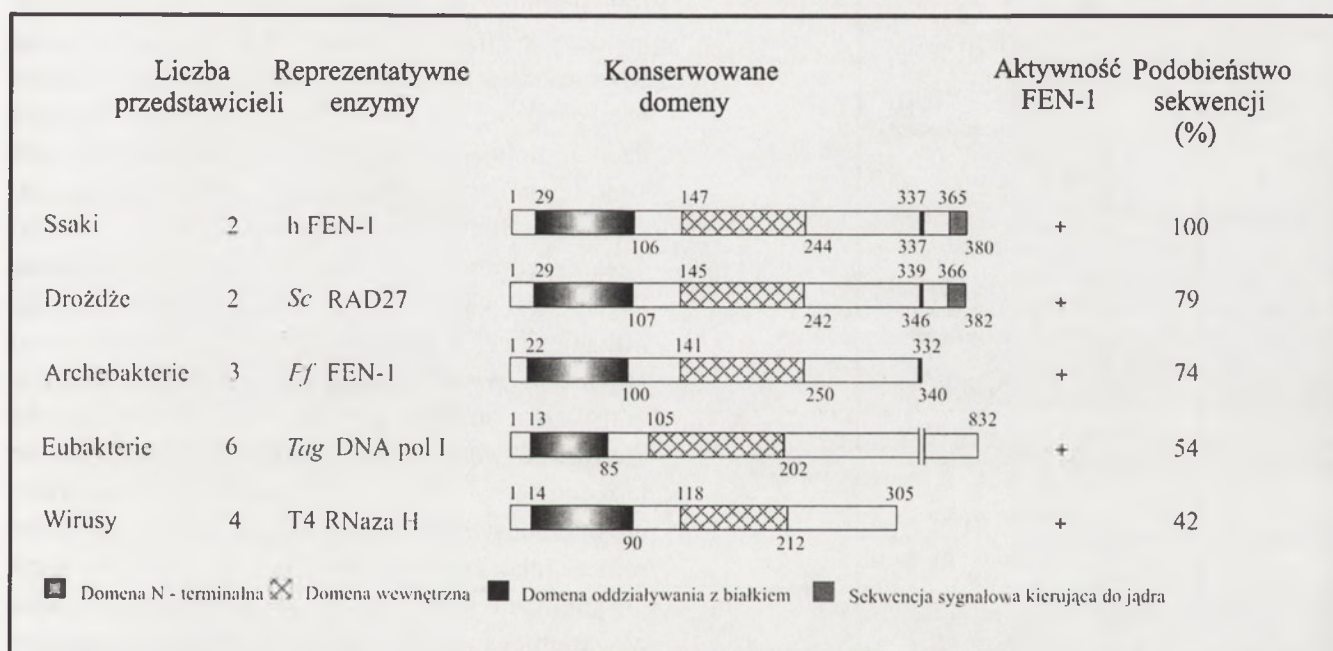 Liczba Reprezentatywne Konserwowane Aktywność Podobieństwo
przedstawicieli enzymy domeny FEN-1 sekwencji
(%)
1 29 147 337 365
Ssaki 2 h FEN-1 + 100
106 244 337 380
1 29 145 339 366
Drożdże 2 Sc RAD27 + 79
107 242 346 382
1 22 141 332
Archebakterie 3 Ff FEN-1 + 74
100 250 340
1 13 105 832
Eubakterie 6 Tag DNA pol I + 54
85 202
1 14 118 305
Wirusy 4 T4 RNaza H + 42
90 212
Domena N - terminalna Domena wewnętrzna Domena oddziaływania z białkiem Sekwencja sygnałowa kierująca do jądra